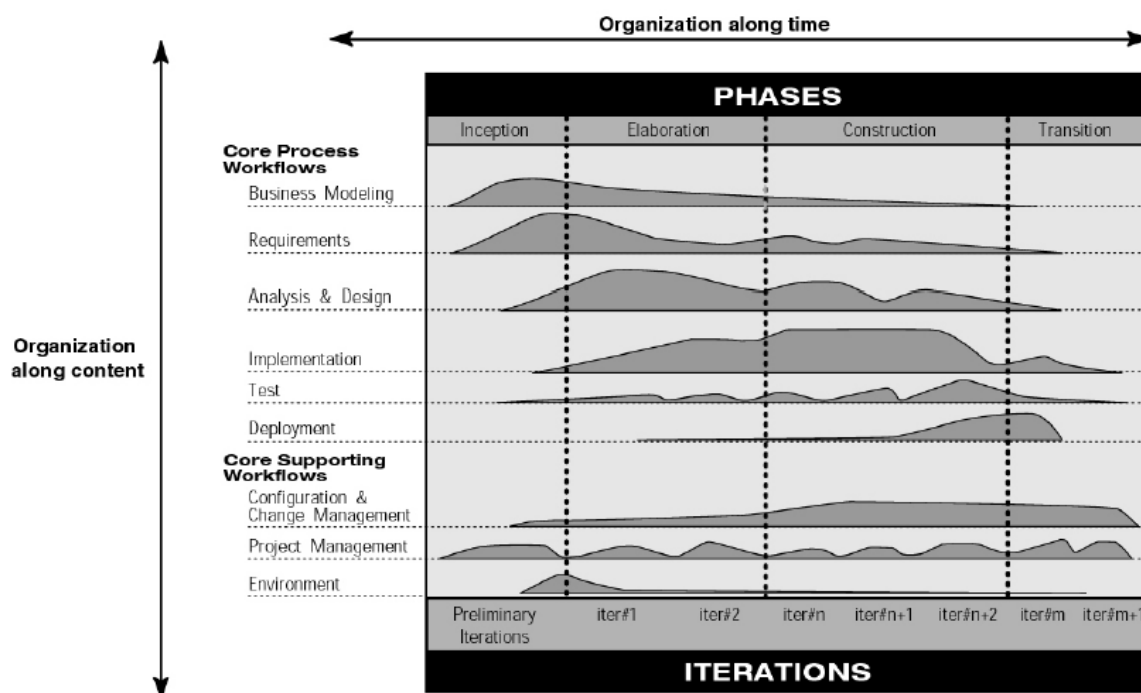 Organization along time
PHASES
Inception
Elaboration
Construction
Transition
Core Process
Workflows
Business Modeling
Requirements
Analysis & Design
Implementation
Test
Deployment
Core Supporting
Workflows
Configuration &
Change Management
Project Management
Environment
Organization
along content
Preliminary
Iterations
iter#1
iter#2
iter#n
iter#n+1
iter#n+2
iter#m
iter#m+1
ITERATIONS